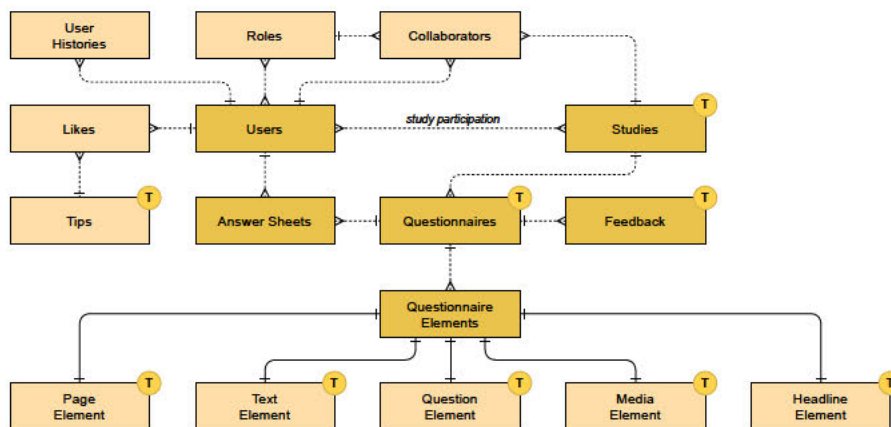 User
Histories
Roles
Collaborators
T
Likes
Users
study participation
Studies
T
T
T
Tips
Answer Sheets
Questionnaires
Feedback
Questionnaire
Elements
T
T
T
T
T
Page
Element
Text
Element
Question
Element
Media
Element
Headline
Element